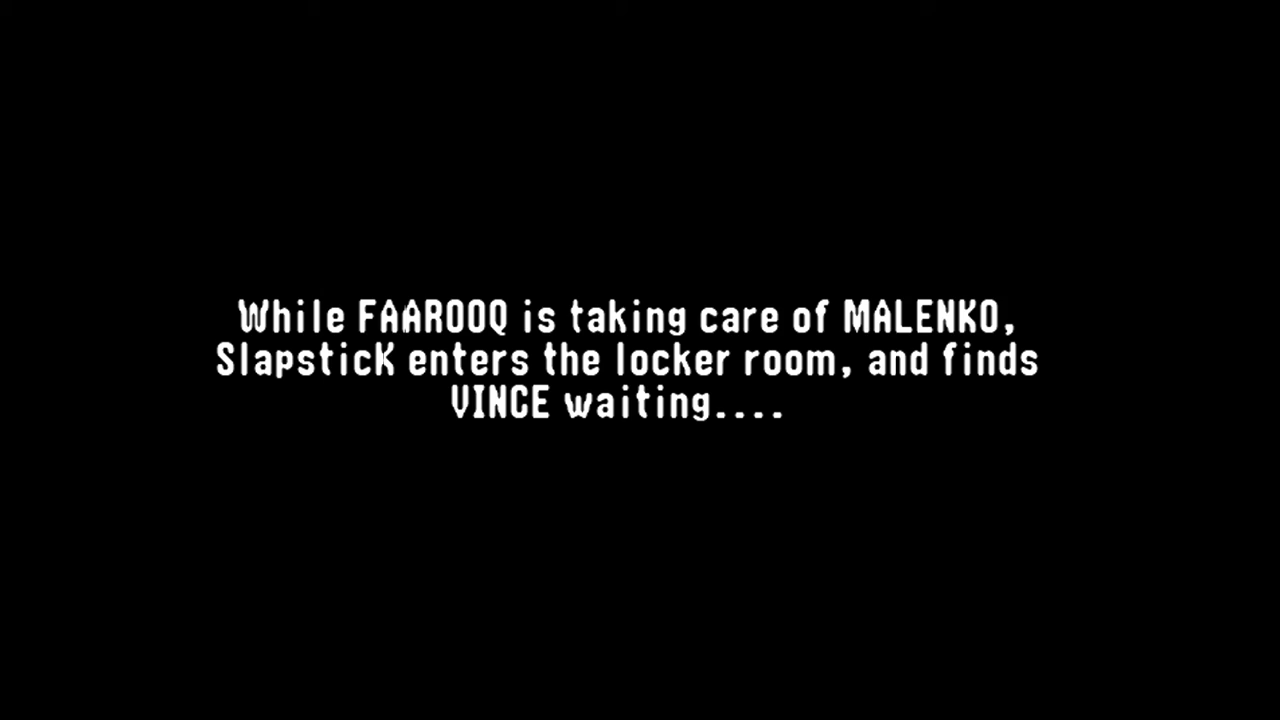 While FAAROOQ is taking care of MALENKO,
SlapsticK enters the locker room, and finds
VINCE waiting....